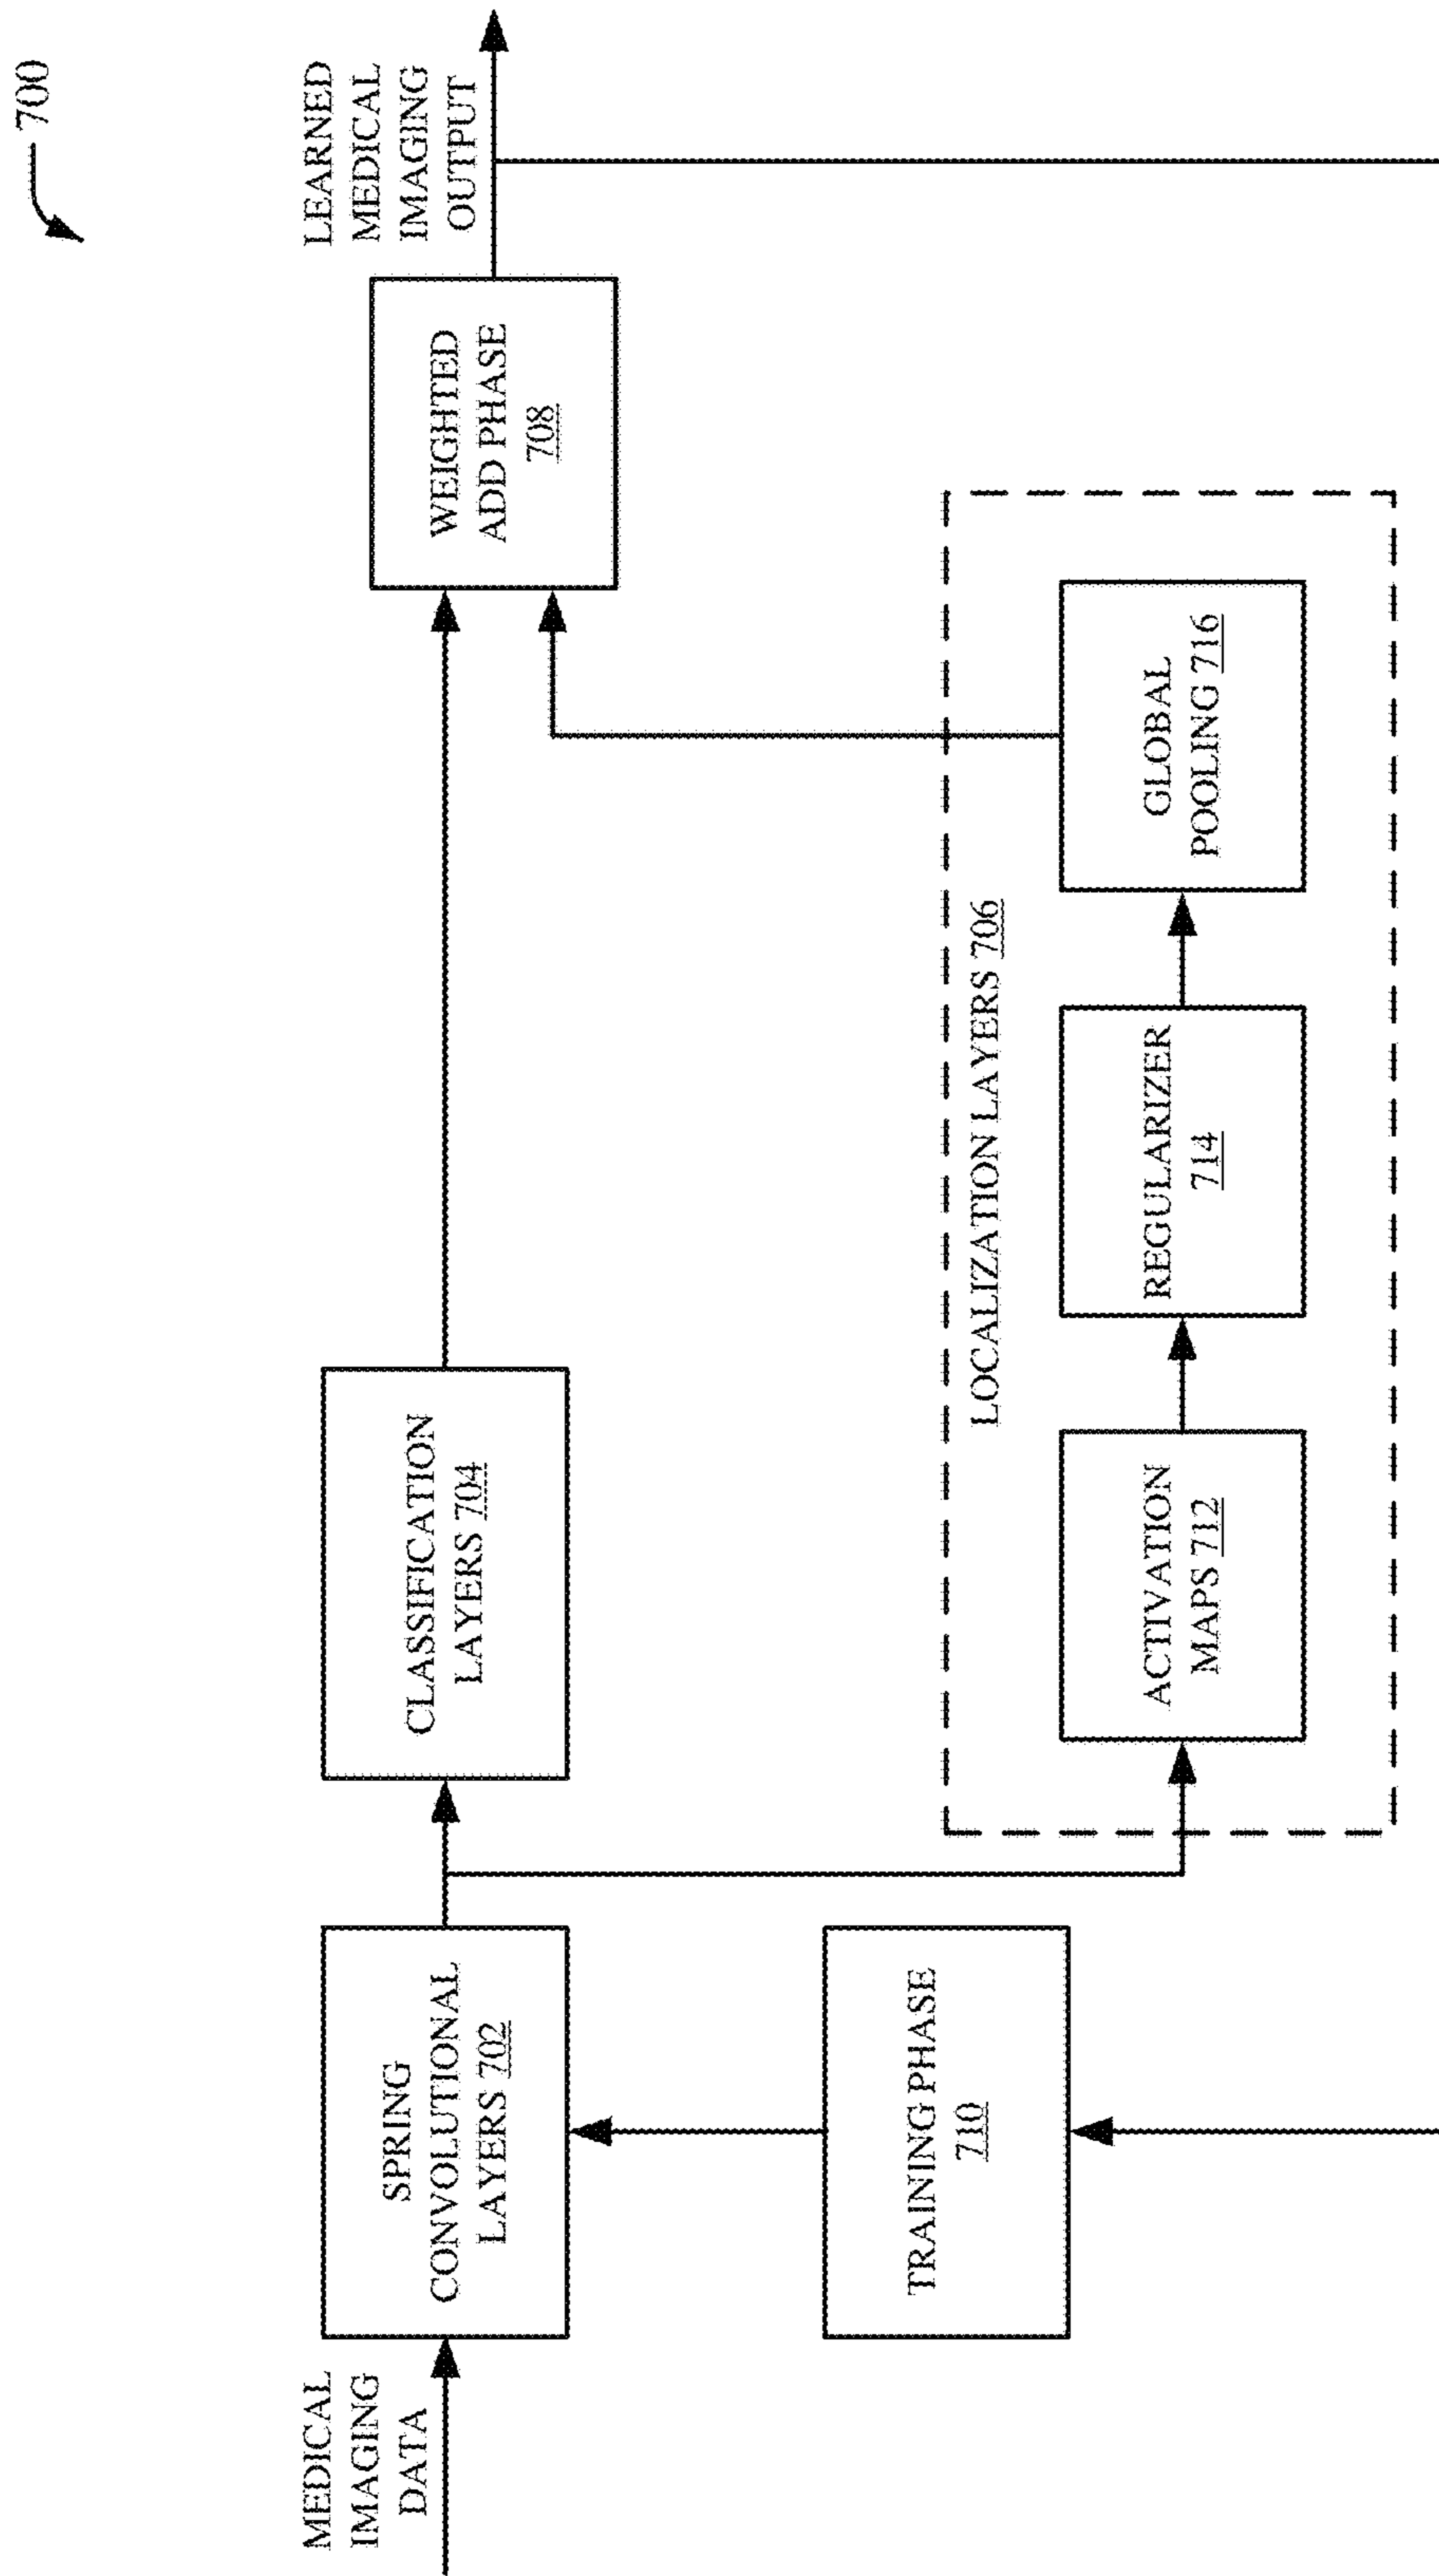 700
MEDICAL
IMAGING
DATA
SPRING
CONVOLUTIONAL
LAYERS 702
CLASSIFICATION
LAYERS 704
WEIGHTED
ADD PHASE
708
LEARNED
MEDICAL
IMAGING
OUTPUT
TRAINING PHASE
710
LOCALIZATION LAYERS 706
ACTIVATION
MAPS 712
REGULARIZER
714
GLOBAL
POOLING 716